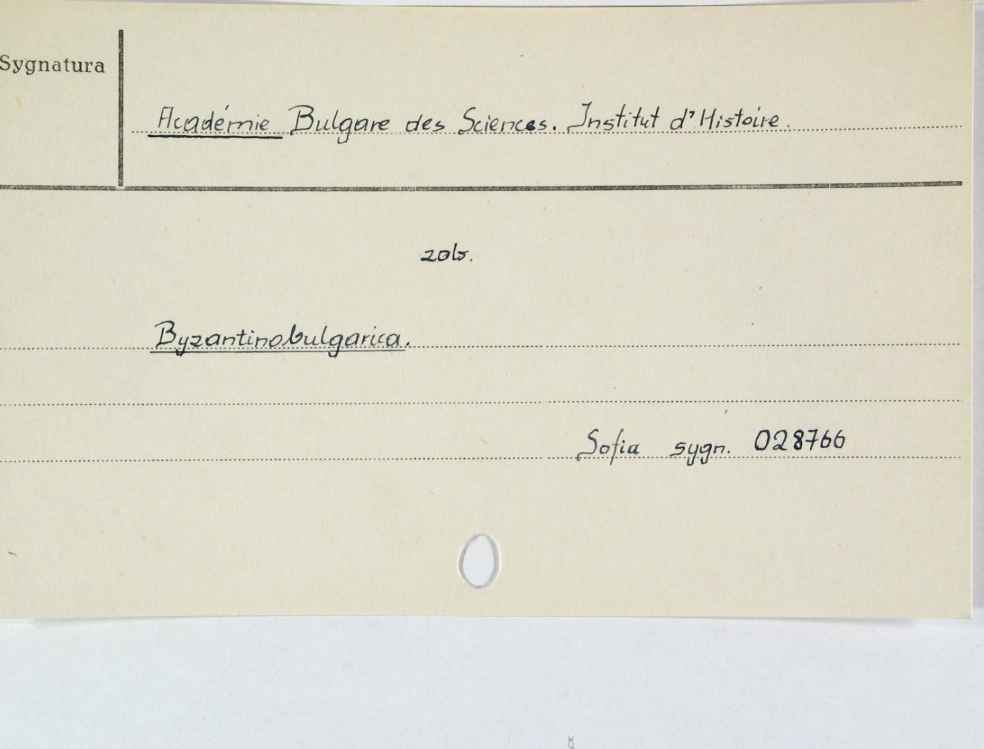 Sygnatura
Académie Bulgare des Sciences. Institut d'Histoire.
zob.
Byzantinobulgarica.
Sofia sygn. 028766